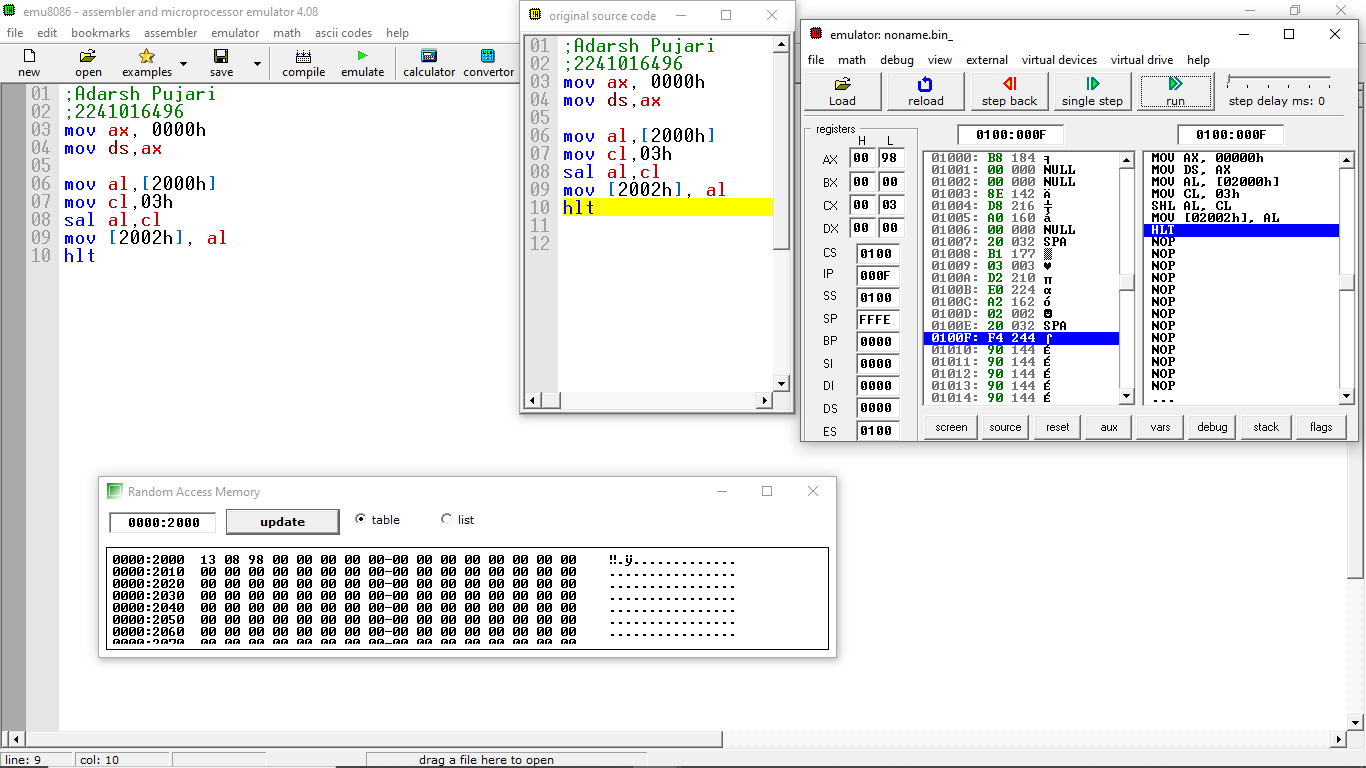 emu8086 - assembler and microprocessor emulator 4.08
file edit bookmarks assembler emulator math ascii codes help
new open examples save compile emulate calculator convertor
01 ;Adarsh Pujari
02 ;2241016496
03 mov ax, 0000h
04 mov ds,ax
05
06 mov al,[2000h]
07 mov cl,03h
08 sal al,cl
09 mov [2002h], al
10 hlt
original source code
01 ;Adarsh Pujari
02 ;2241016496
03 mov ax, 0000h
04 mov ds,ax
05
06 mov al,[2000h]
07 mov cl,03h
08 sal al,cl
09 mov [2002h], al
10 hlt
11
12
emulator: noname.bin_
file math debug view external virtual devices virtual drive help
Load reload step back single step run step delay ms: 0
registers
H L
AX 00 98
BX 00 00
CX 00 03
DX 00 00
CS 0100
IP 000F
SS 0100
SP FFFE
BP 0000
SI 0000
DI 0000
DS 0000
ES 0100
0100:000F
01000: B8 184 ╕
01001: 00 000 NULL
01002: 00 000 NULL
01003: 8E 142 Ä
01004: D8 216 ╪
01005: A0 160 á
01006: 00 000 NULL
01007: 20 032 SPA
01008: B1 177 ▒
01009: 03 003 ♥
0100A: D2 210 π
0100B: E0 224 α
0100C: A2 162 ó
0100D: 02 002 ☻
0100E: 20 032 SPA
0100F: F4 244 ⌠
01010: 90 144 É
01011: 90 144 É
01012: 90 144 É
01013: 90 144 É
01014: 90 144 É
0100:000F
MOV AX, 00000h
MOV DS, AX
MOV AL, [02000h]
MOV CL, 03h
SHL AL, CL
MOV [02002h], AL
HLT
NOP
NOP
NOP
NOP
NOP
NOP
NOP
NOP
NOP
NOP
NOP
NOP
NOP
...
screen source reset aux vars debug stack flags
Random Access Memory
0000:2000 update table list
0000:2000 13 08 98 00 00 00 00 00-00 00 00 00 00 00 00 00 ‼.ÿ.............
0000:2010 00 00 00 00 00 00 00 00-00 00 00 00 00 00 00 00 ................
0000:2020 00 00 00 00 00 00 00 00-00 00 00 00 00 00 00 00 ................
0000:2030 00 00 00 00 00 00 00 00-00 00 00 00 00 00 00 00 ................
0000:2040 00 00 00 00 00 00 00 00-00 00 00 00 00 00 00 00 ................
0000:2050 00 00 00 00 00 00 00 00-00 00 00 00 00 00 00 00 ................
0000:2060 00 00 00 00 00 00 00 00-00 00 00 00 00 00 00 00 ................
0000:2070 00 00 00 00 00 00 00 00-00 00 00 00 00 00 00 00
line: 9 col: 10 drag a file here to open